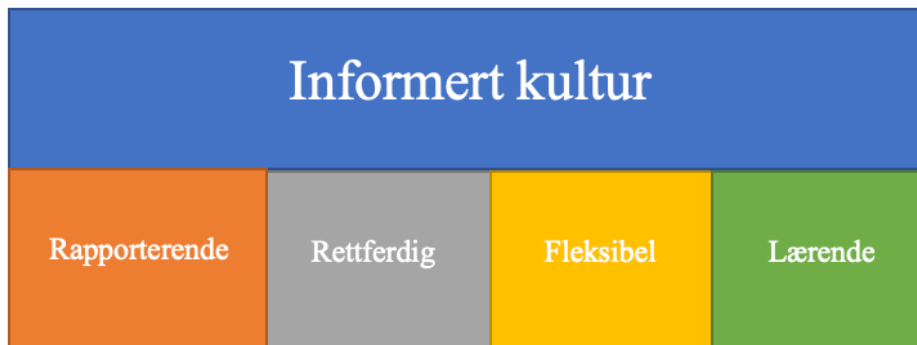 Informert kultur
Rapporterende
Rettferdig
Fleksibel
Lærende